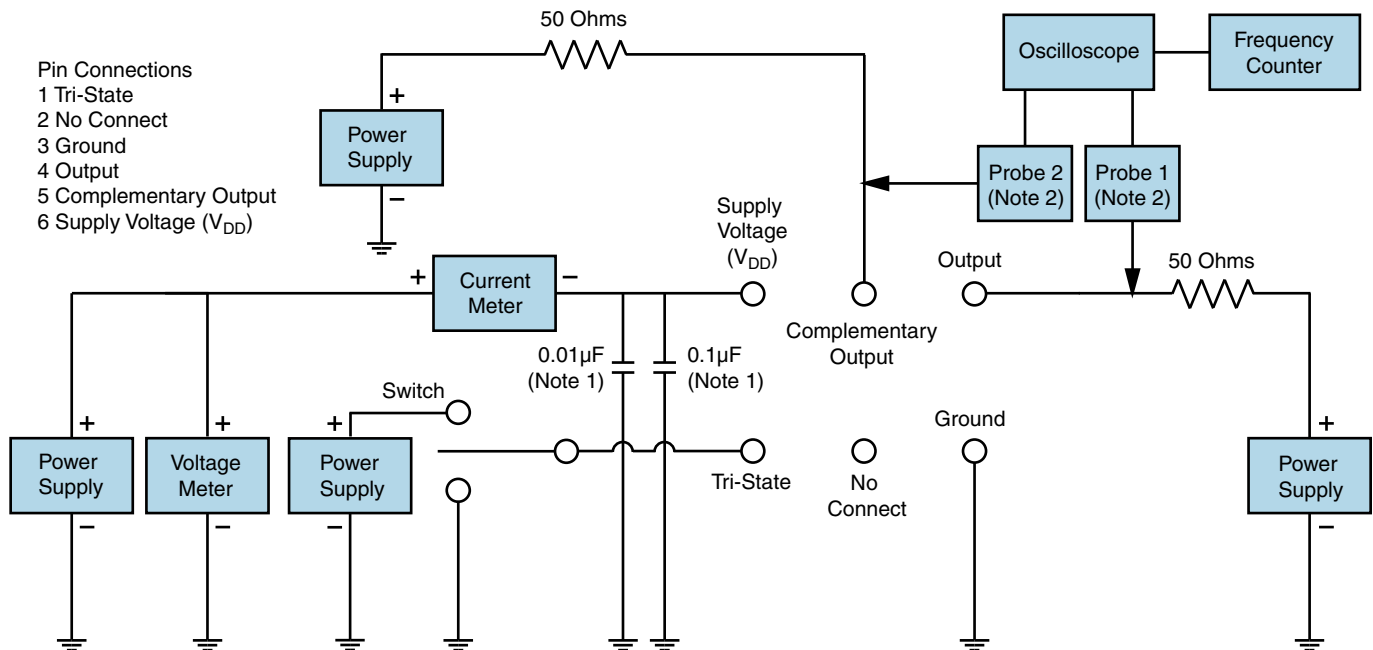 Pin Connections
1 Tri-State
2 No Connect
3 Ground
4 Output
5 Complementary Output
6 Supply Voltage (VDD)
50 Ohms
+
Power
Supply
−
Oscilloscope
Frequency
Counter
Probe 2
(Note 2)
Probe 1
(Note 2)
Supply
Voltage
(VDD)
Output
50 Ohms
+
Current
Meter
−
Complementary
Output
0.01µF
(Note 1)
0.1µF
(Note 1)
Switch
+
Power
Supply
−
+
Voltage
Meter
−
+
Power
Supply
−
Tri-State
No
Connect
Ground
+
Power
Supply
−